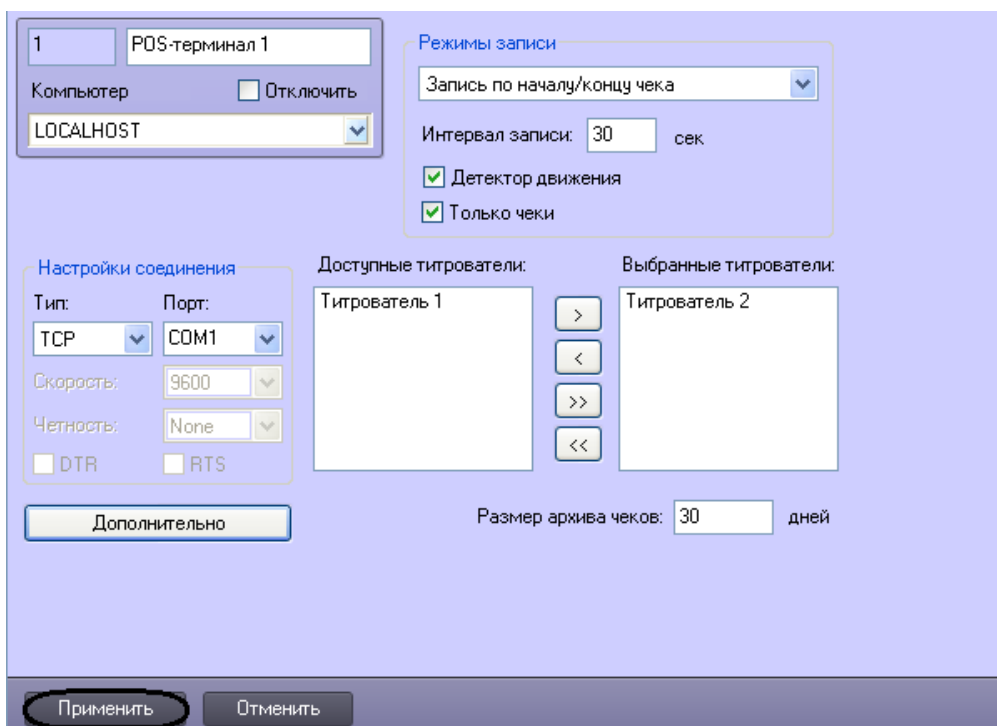 1
POS-терминал 1
Компьютер
Отключить
LOCALHOST
Режимы записи
Запись по началу/концу чека
Интервал записи: 30 сек
Детектор движения
Только чеки
Настройки соединения
Тип: Порт:
TCP COM1
Скорость: 9600
Четность: None
DTR RTS
Дополнительно
Доступные титрователи:
Титрователь 1
>
<
>>
<<
Выбранные титрователи:
Титрователь 2
Размер архива чеков: 30 дней
Применить Отменить